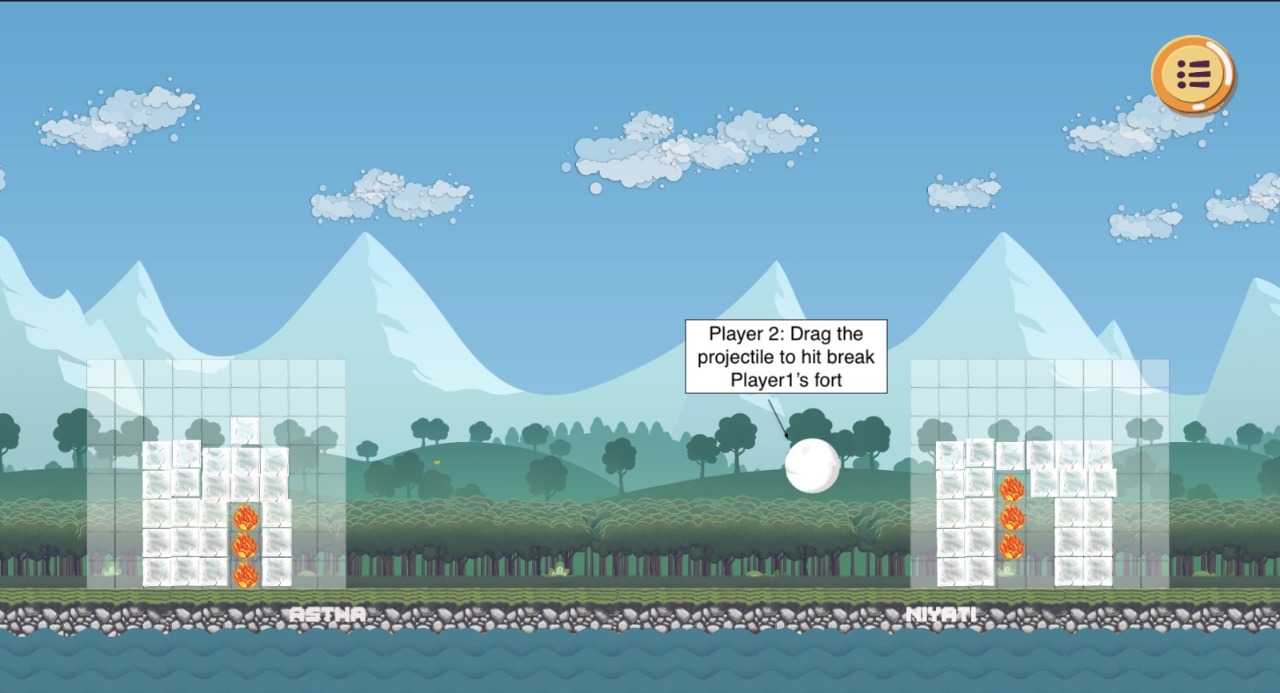 Player 2: Drag the
projectile to hit break
Player1's fort
ASTHA
NIYATI